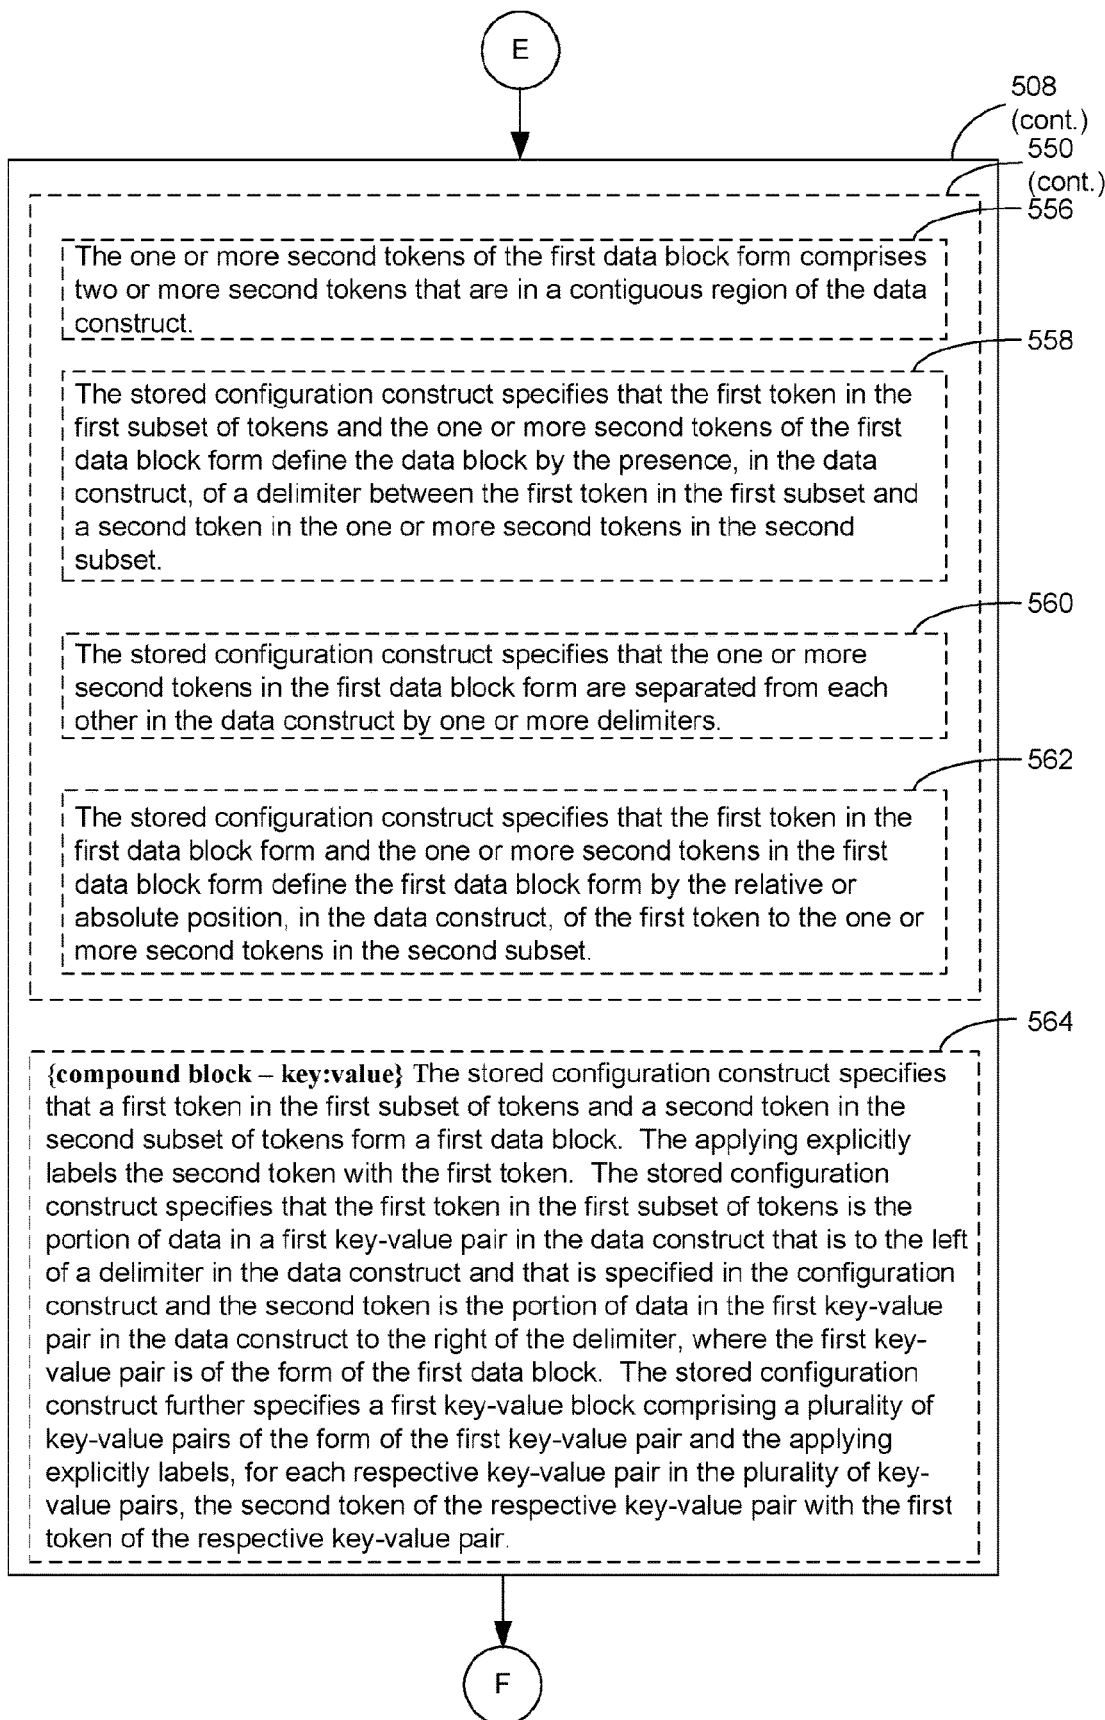 E
508
(cont.)
550
(cont.)
556
The one or more second tokens of the first data block form comprises
two or more second tokens that are in a contiguous region of the data
construct.
558
The stored configuration construct specifies that the first token in the
first subset of tokens and the one or more second tokens of the first
data block form define the data block by the presence, in the data
construct, of a delimiter between the first token in the first subset and
a second token in the one or more second tokens in the second
subset.
560
The stored configuration construct specifies that the one or more
second tokens in the first data block form are separated from each
other in the data construct by one or more delimiters.
562
The stored configuration construct specifies that the first token in the
first data block form and the one or more second tokens in the first
data block form define the first data block form by the relative or
absolute position, in the data construct, of the first token to the one or
more second tokens in the second subset.
564
{compound block – key:value} The stored configuration construct specifies
that a first token in the first subset of tokens and a second token in the
second subset of tokens form a first data block.  The applying explicitly
labels the second token with the first token.  The stored configuration
construct specifies that the first token in the first subset of tokens is the
portion of data in a first key-value pair in the data construct that is to the left
of a delimiter in the data construct and that is specified in the configuration
construct and the second token is the portion of data in the first key-value
pair in the data construct to the right of the delimiter, where the first key-
value pair is of the form of the first data block.  The stored configuration
construct further specifies a first key-value block comprising a plurality of
key-value pairs of the form of the first key-value pair and the applying
explicitly labels, for each respective key-value pair in the plurality of key-
value pairs, the second token of the respective key-value pair with the first
token of the respective key-value pair.
F